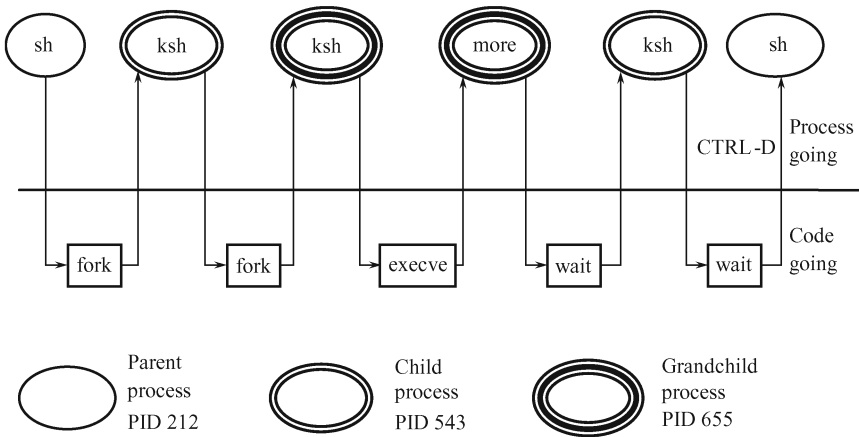 sh
ksh
ksh
more
ksh
sh
CTRL-D
Process
going
Code
going
fork
fork
execve
wait
wait
Parent
process
PID 212
Child
process
PID 543
Grandchild
process
PID 655